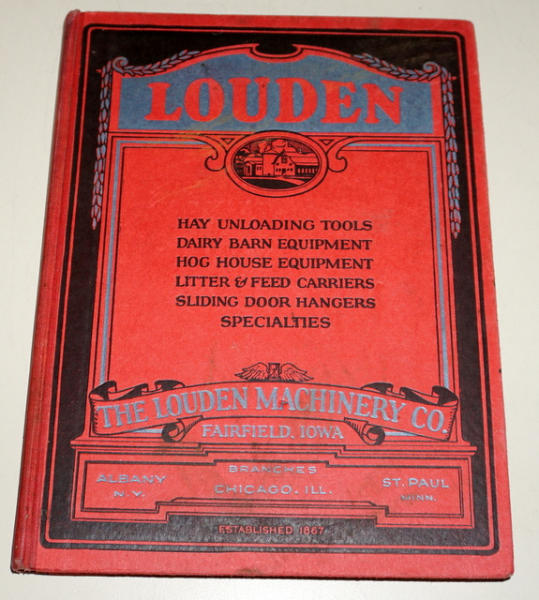 LOUDEN
HAY UNLOADING TOOLS
DAIRY BARN EQUIPMENT
HOG HOUSE EQUIPMENT
LITTER & FEED CARRIERS
SLIDING DOOR HANGERS
SPECIALTIES
THE LOUDEN MACHINERY CO.
FAIRFIELD, IOWA
BRANCHES
ALBANY
N.Y.
CHICAGO, ILL.
ST. PAUL
MINN.
ESTABLISHED 1867